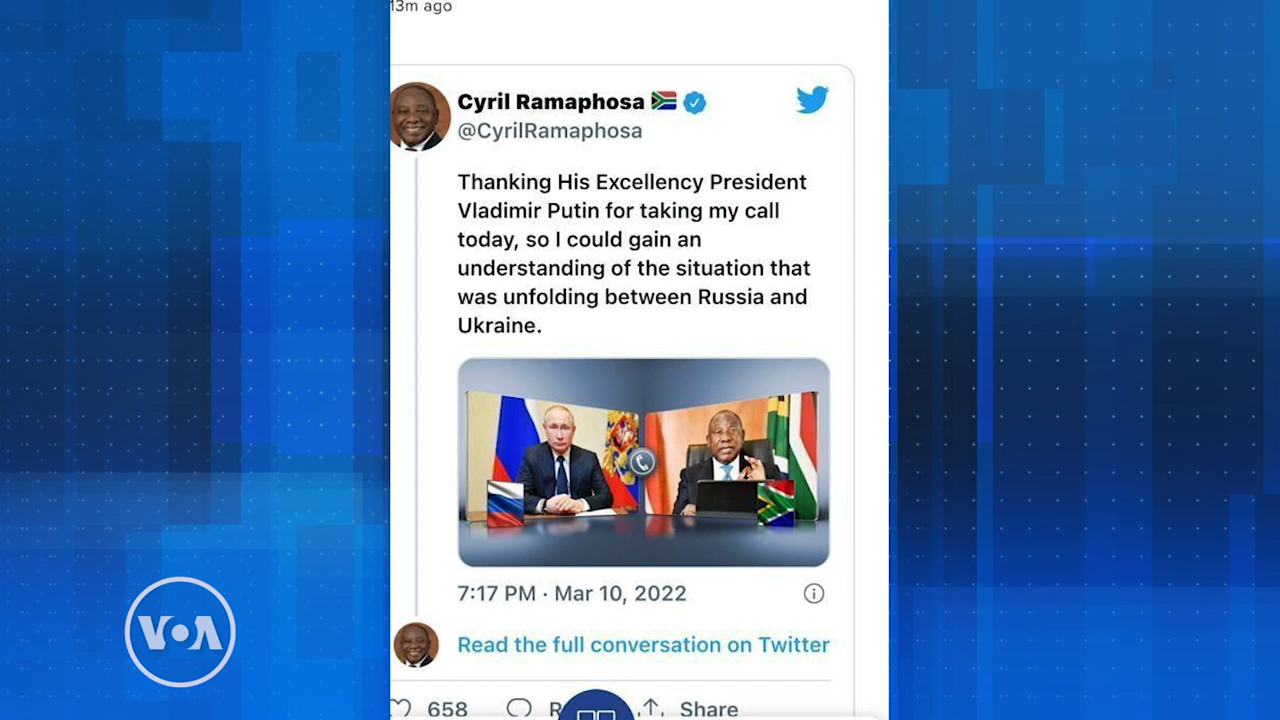 13m ago
Cyril Ramaphosa
@CyrilRamaphosa
Thanking His Excellency President
Vladimir Putin for taking my call
today, so I could gain an
understanding of the situation that
was unfolding between Russia and
Ukraine.
7:17 PM · Mar 10, 2022
Read the full conversation on Twitter
658
Share
VOA